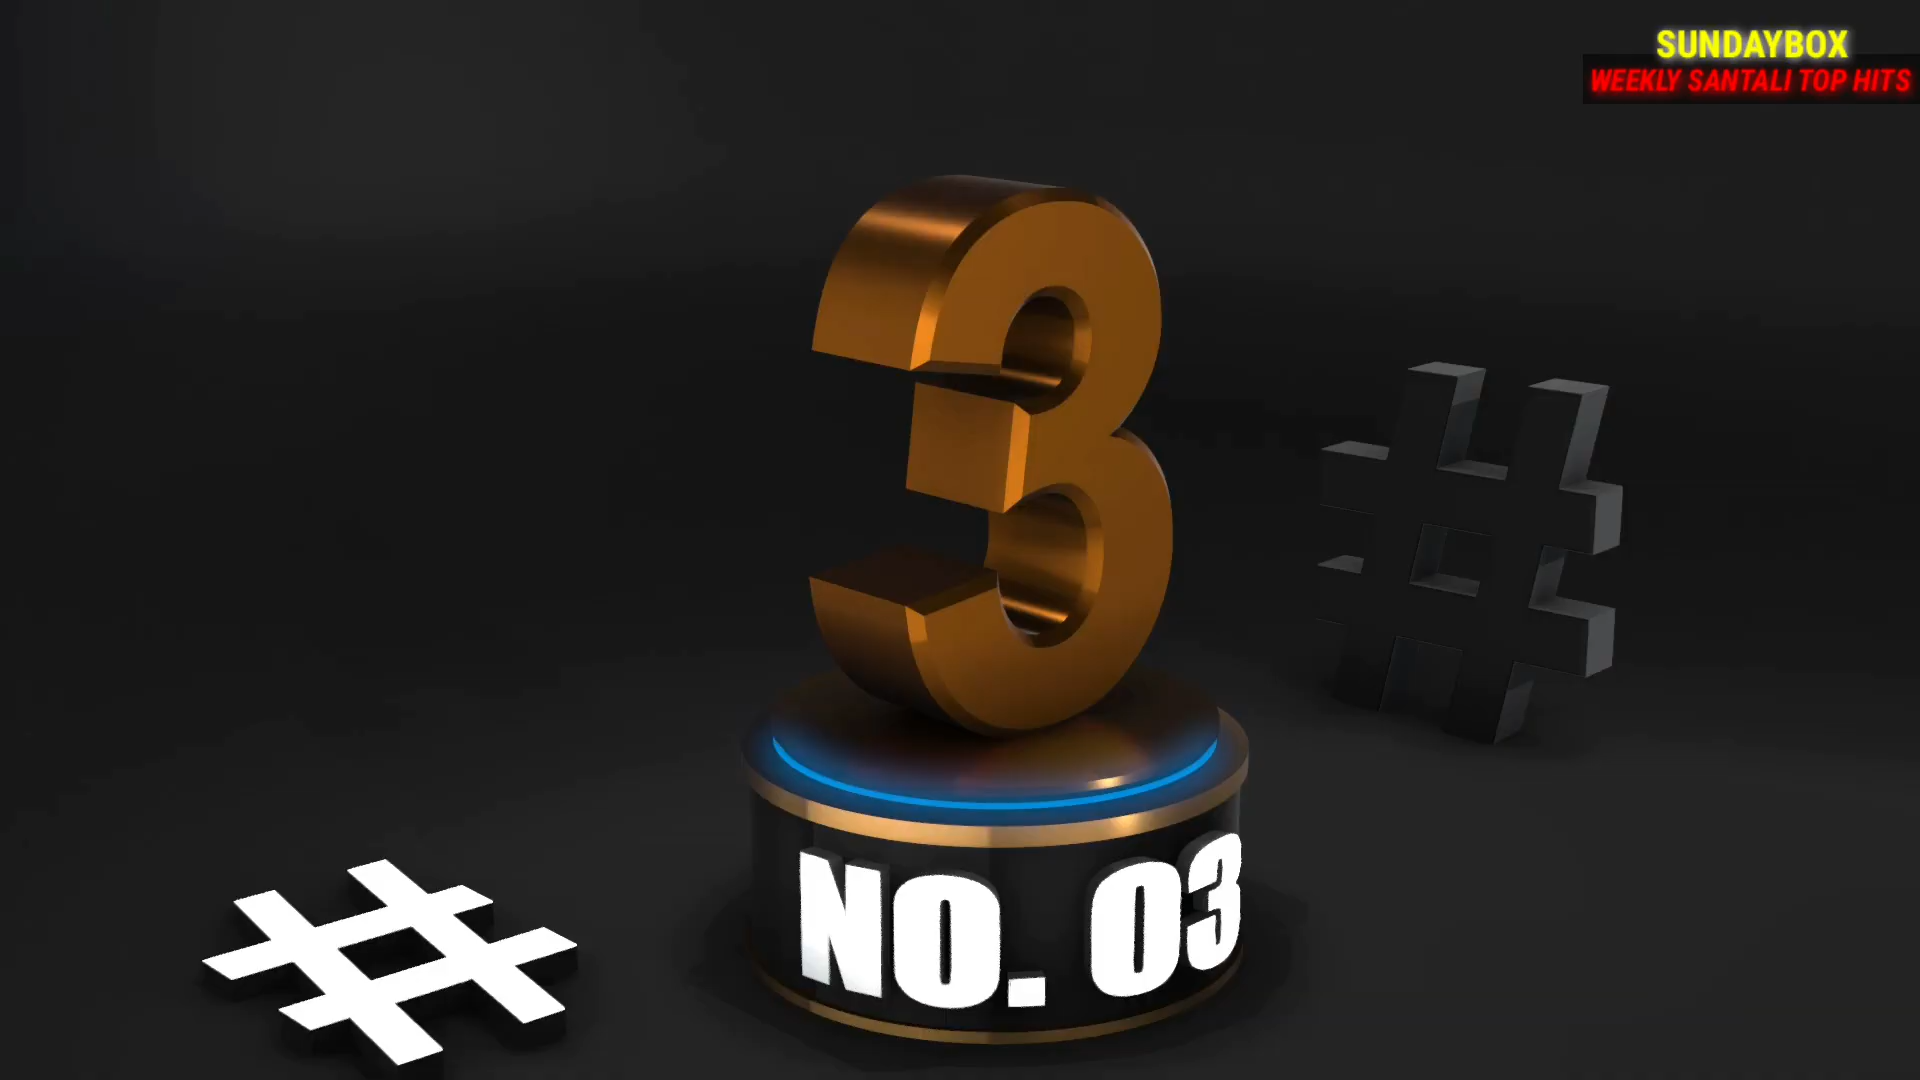 SUNDAYBOX
WEEKLY SANTALI TOP HITS
3
#
NO. 03
#